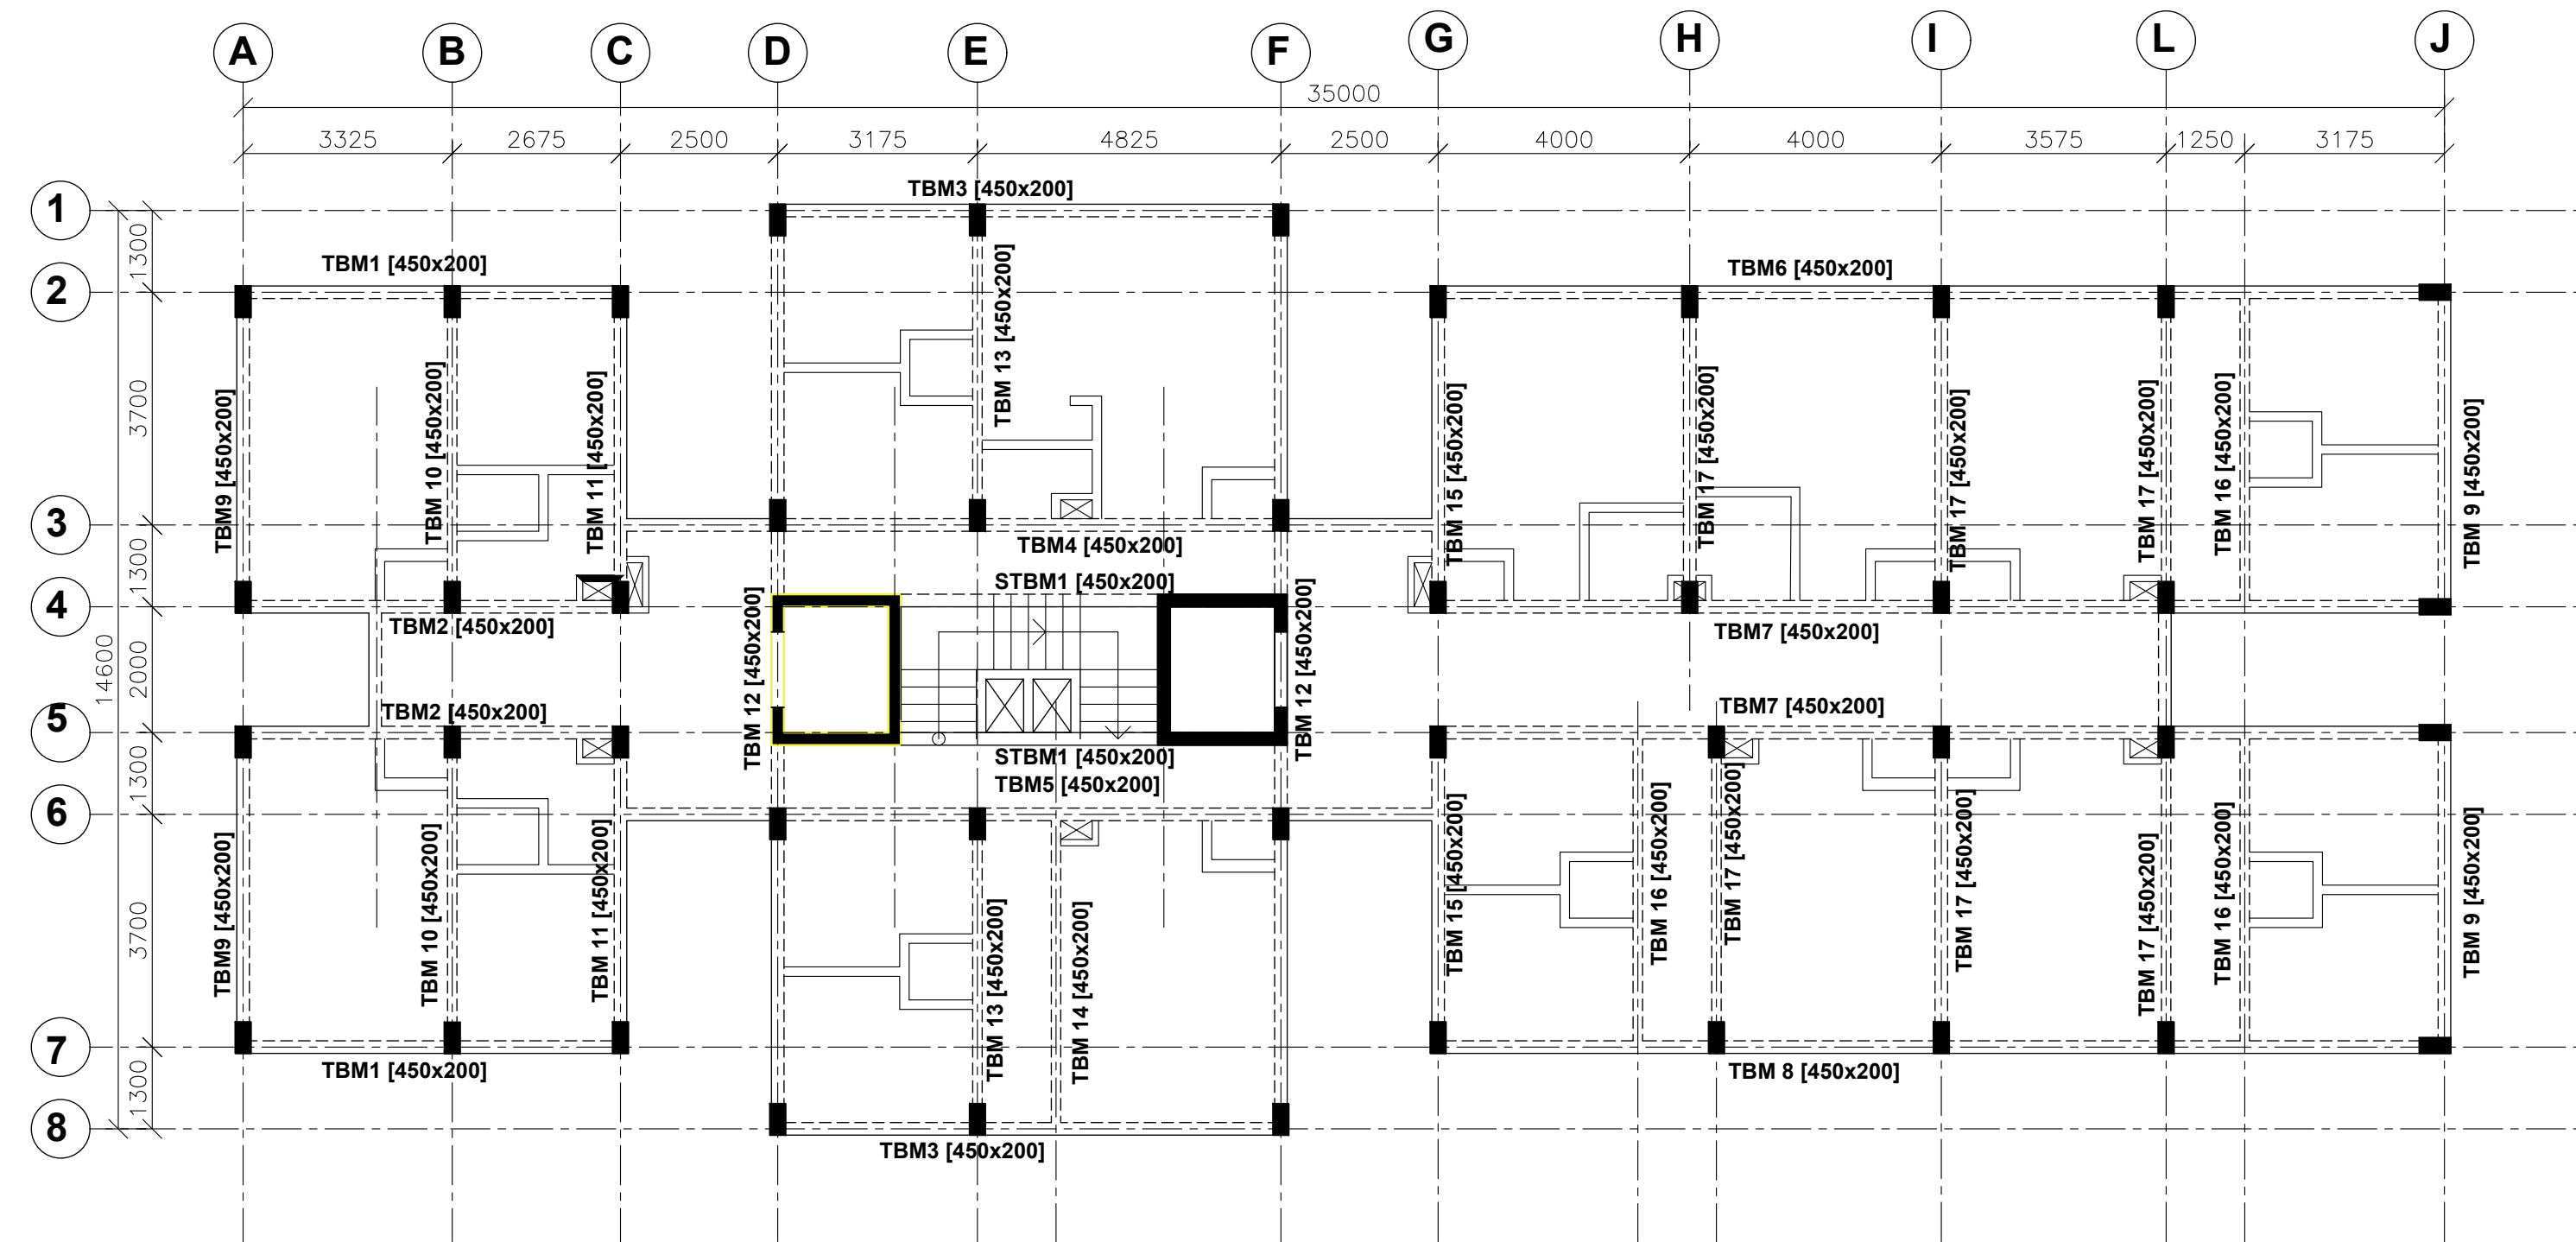 A B C D E F G H I L J
35000
3325 2675 2500 3175 4825 2500 4000 4000 3575 1250 3175
1
2
3
4
5
6
7
8
1300
3700
1300
2000
1300
3700
1300
14600
TBM3 [450x200]
TBM1 [450x200]
TBM6 [450x200]
TBM9 [450x200]
TBM 10 [450x200]
TBM 11 [450x200]
TBM 13 [450x200]
TBM 15 [450x200]
TBM 17 [450x200]
TBM 17 [450x200]
TBM 17 [450x200]
TBM 16 [450x200]
TBM 9 [450x200]
TBM4 [450x200]
STBM1 [450x200]
TBM2 [450x200]
TBM7 [450x200]
TBM 12 [450x200]
TBM 12 [450x200]
TBM2 [450x200]
TBM7 [450x200]
STBM1 [450x200]
TBM5 [450x200]
TBM9 [450x200]
TBM 10 [450x200]
TBM 11 [450x200]
TBM 13 [450x200]
TBM 14 [450x200]
TBM 15 [450x200]
TBM 16 [450x200]
TBM 17 [450x200]
TBM 17 [450x200]
TBM 17 [450x200]
TBM 16 [450x200]
TBM 9 [450x200]
TBM1 [450x200]
TBM 8 [450x200]
TBM3 [450x200]